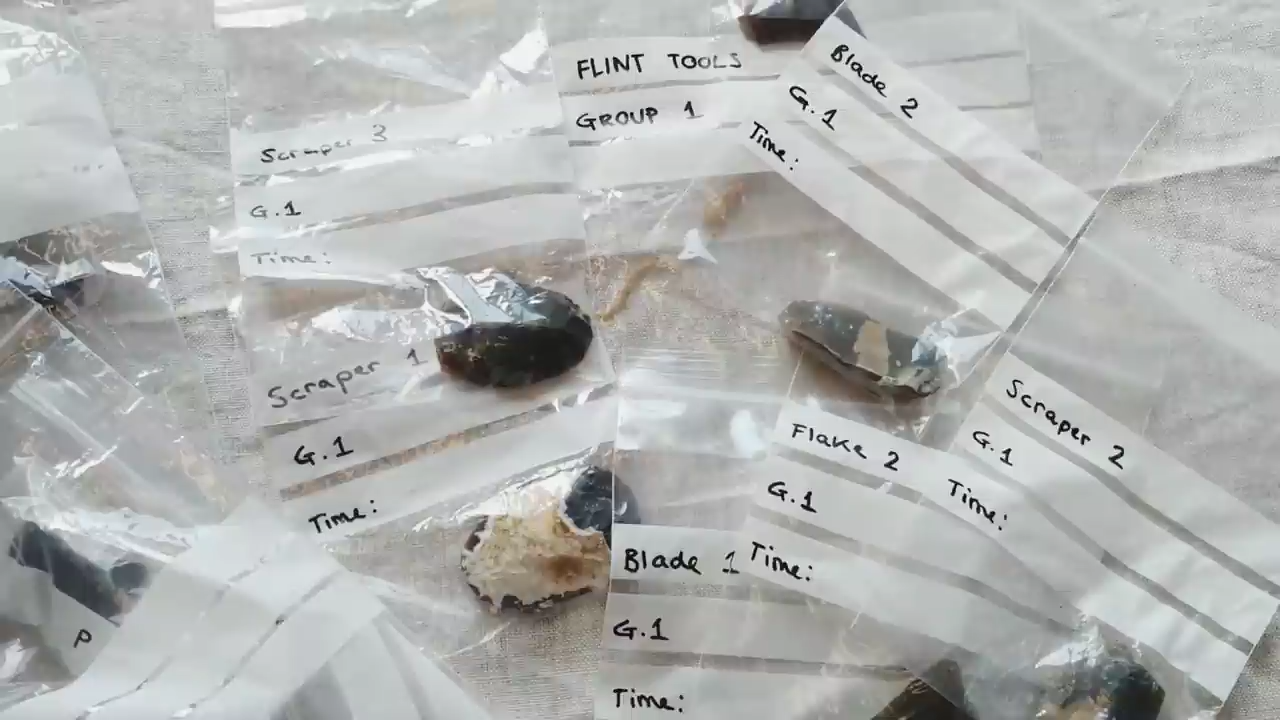 FLINT TOOLS
GROUP 1
Blade 2
G.1
Time:
Scraper 3
G.1
Time:
Scraper 1
G.1
Time:
Scraper 2
G.1
Time:
Flake 2
G.1
Time:
Blade 1
G.1
Time:
P